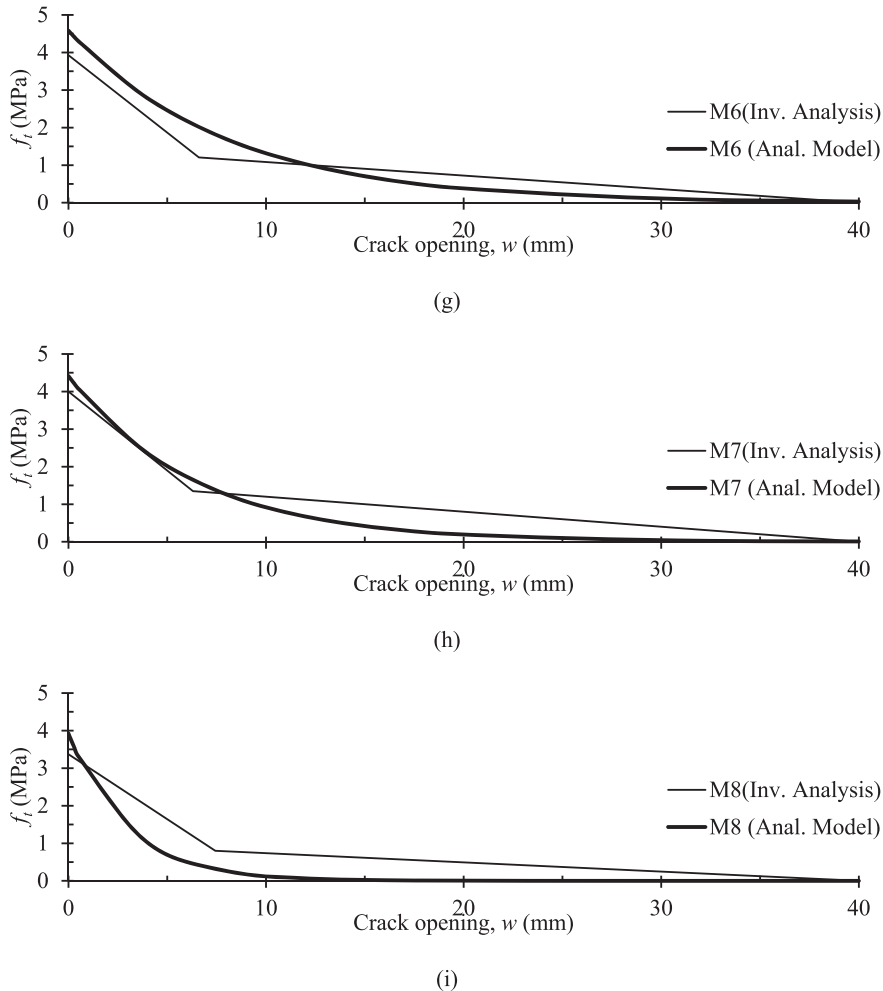 5
4
3
2
1
0
f_t (MPa)
M6(Inv. Analysis)
M6 (Anal. Model)
0 10 20 30 40
Crack opening, w (mm)
(g)
5
4
3
2
1
0
f_t (MPa)
M7(Inv. Analysis)
M7 (Anal. Model)
0 10 20 30 40
Crack opening, w (mm)
(h)
5
4
3
2
1
0
f_t (MPa)
M8(Inv. Analysis)
M8 (Anal. Model)
0 10 20 30 40
Crack opening, w (mm)
(i)